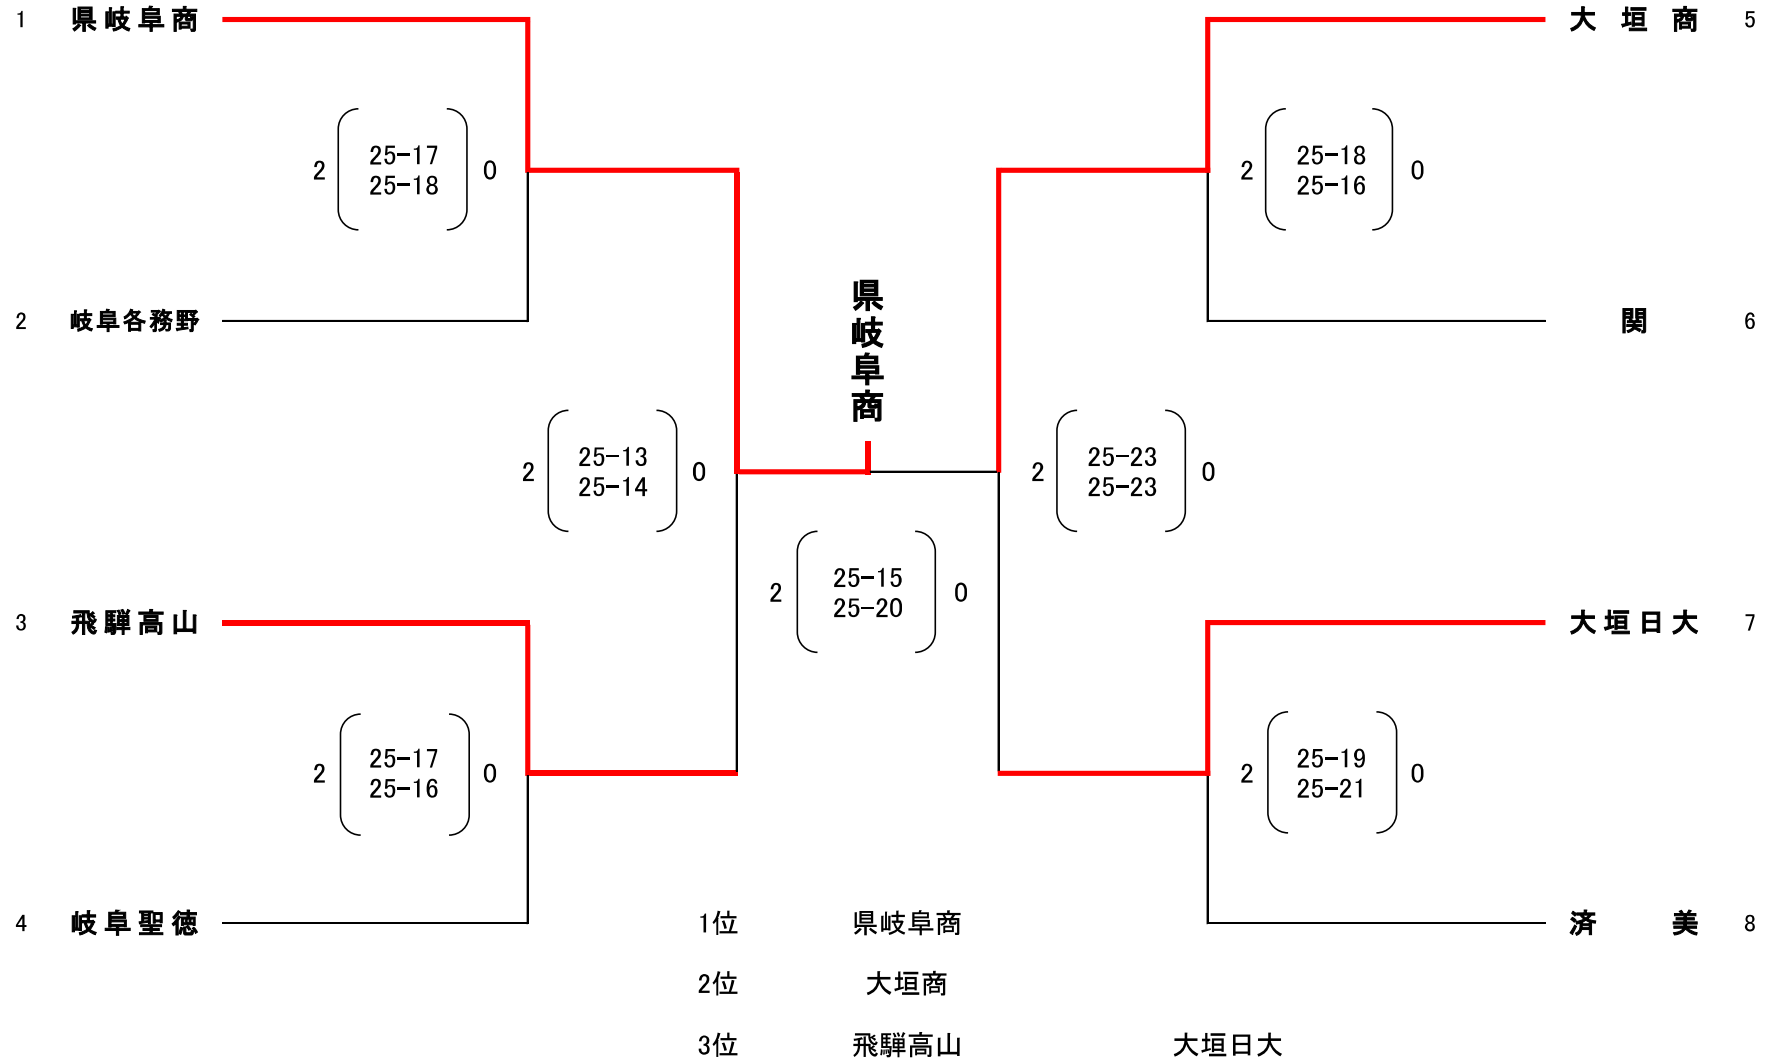 1 県岐阜商
大垣商 5
2 25-17 0
25-18
2 25-18 0
25-16
2 岐阜各務野
県岐阜商
関 6
2 25-13 0
25-14
2 25-23 0
25-23
2 25-15 0
25-20
3 飛騨高山
大垣日大 7
2 25-17 0
25-16
2 25-19 0
25-21
4 岐阜聖徳
済美 8
1位 県岐阜商
2位 大垣商
3位 飛騨高山 大垣日大